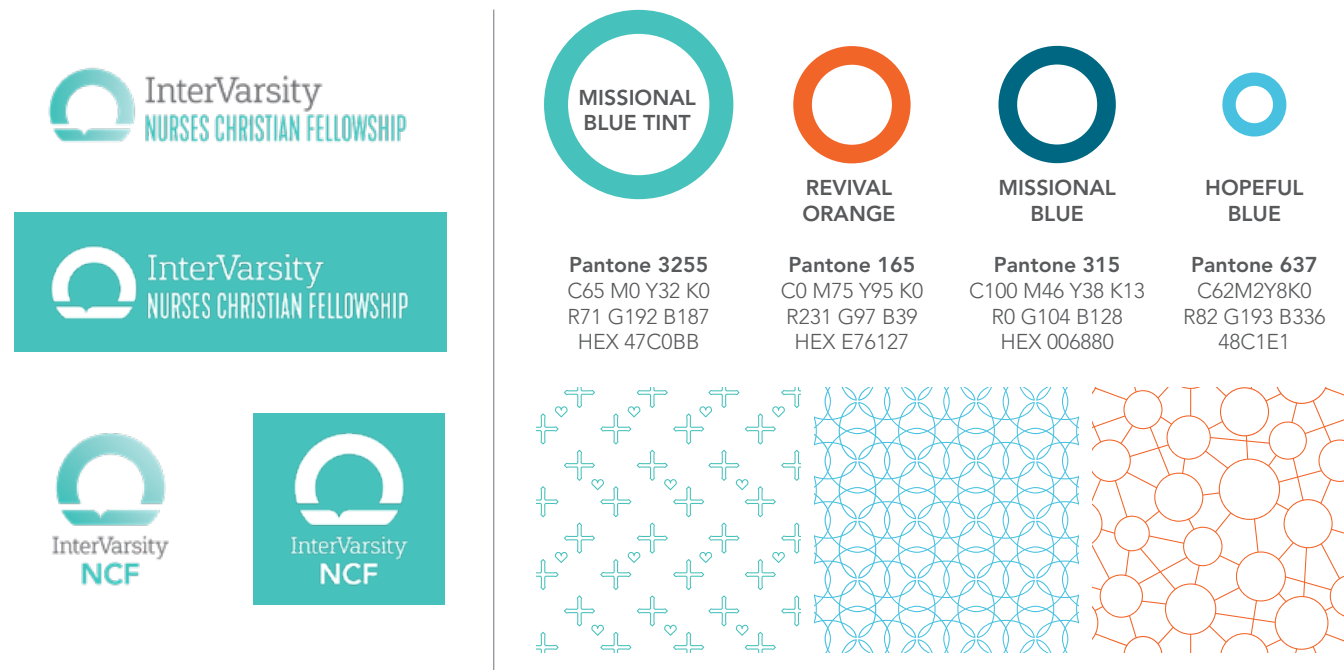 InterVarsity
NURSES CHRISTIAN FELLOWSHIP
InterVarsity
NURSES CHRISTIAN FELLOWSHIP
InterVarsity
NCF
InterVarsity
NCF
MISSIONAL
BLUE TINT
Pantone 3255
C65 M0 Y32 K0
R71 G192 B187
HEX 47C0BB
REVIVAL
ORANGE
Pantone 165
C0 M75 Y95 K0
R231 G97 B39
HEX E76127
MISSIONAL
BLUE
Pantone 315
C100 M46 Y38 K13
R0 G104 B128
HEX 006880
HOPEFUL
BLUE
Pantone 637
C62M2Y8K0
R82 G193 B336
48C1E1